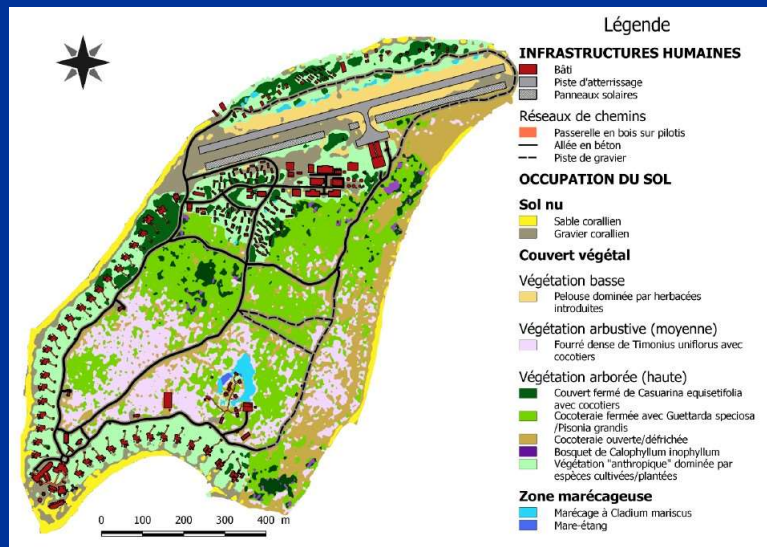 Légende
INFRASTRUCTURES HUMAINES
Bâti
Piste d'atterrissage
Panneaux solaires
Réseaux de chemins
Passerelle en bois sur pilotis
Allée en béton
Piste de gravier
OCCUPATION DU SOL
Sol nu
Sable corallien
Gravier corallien
Couvert végétal
Végétation basse
Pelouse dominée par herbacées
introduites
Végétation arbustive (moyenne)
Fourré dense de Timonius uniflorus avec
cocotiers
Végétation arborée (haute)
Couvert fermé de Casuarina equisetifolia
avec cocotiers
Cocoteraie fermée avec Guettarda speciosa
/Pisonia grandis
Cocoteraie ouverte/défrichée
Bosquet de Calophyllum inophyllum
Végétation "anthropique" dominée par
espèces cultivées/plantées
Zone marécageuse
Marécage à Cladium mariscus
Mare-étang
0 100 200 300 400 m